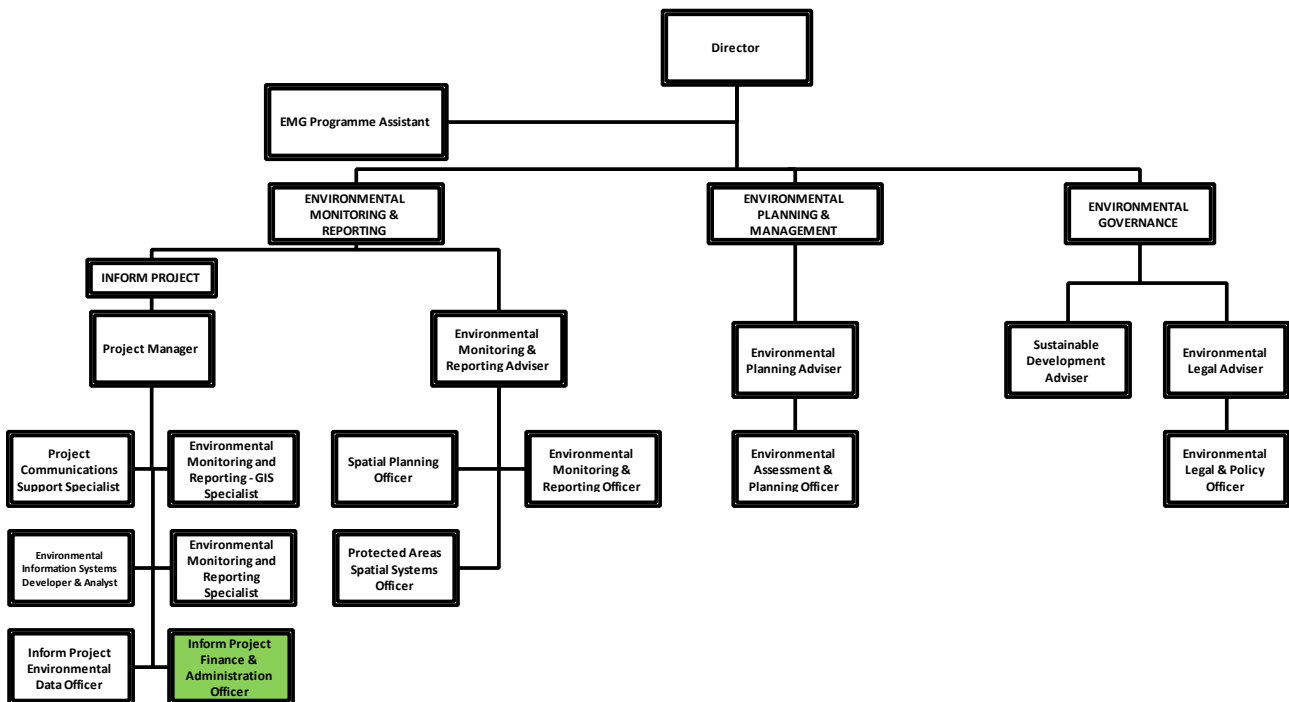 Director
EMG Programme Assistant
ENVIRONMENTAL
MONITORING &
REPORTING
ENVIRONMENTAL
PLANNING &
MANAGEMENT
ENVIRONMENTAL
GOVERNANCE
INFORM PROJECT
Project Manager
Environmental
Monitoring &
Reporting Adviser
Environmental
Planning Adviser
Sustainable
Development
Adviser
Environmental
Legal Adviser
Project
Communications
Support Specialist
Environmental
Monitoring and
Reporting - GIS
Specialist
Spatial Planning
Officer
Environmental
Monitoring &
Reporting Officer
Environmental
Assessment &
Planning Officer
Environmental
Legal & Policy
Officer
Environmental
Information Systems
Developer & Analyst
Environmental
Monitoring and
Reporting
Specialist
Protected Areas
Spatial Systems
Officer
Inform Project
Environmental
Data Officer
Inform Project
Finance &
Administration
Officer